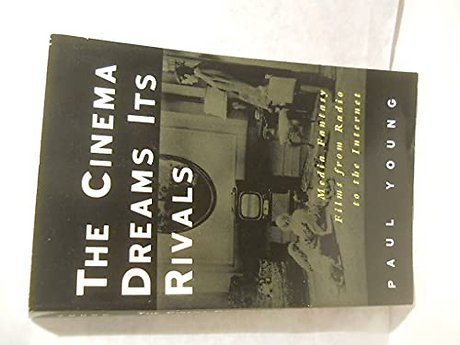 THE CINEMA
DREAMS ITS
RIVALS
Media Fantasy
Films from Radio
to the Internet
PAUL YOUNG